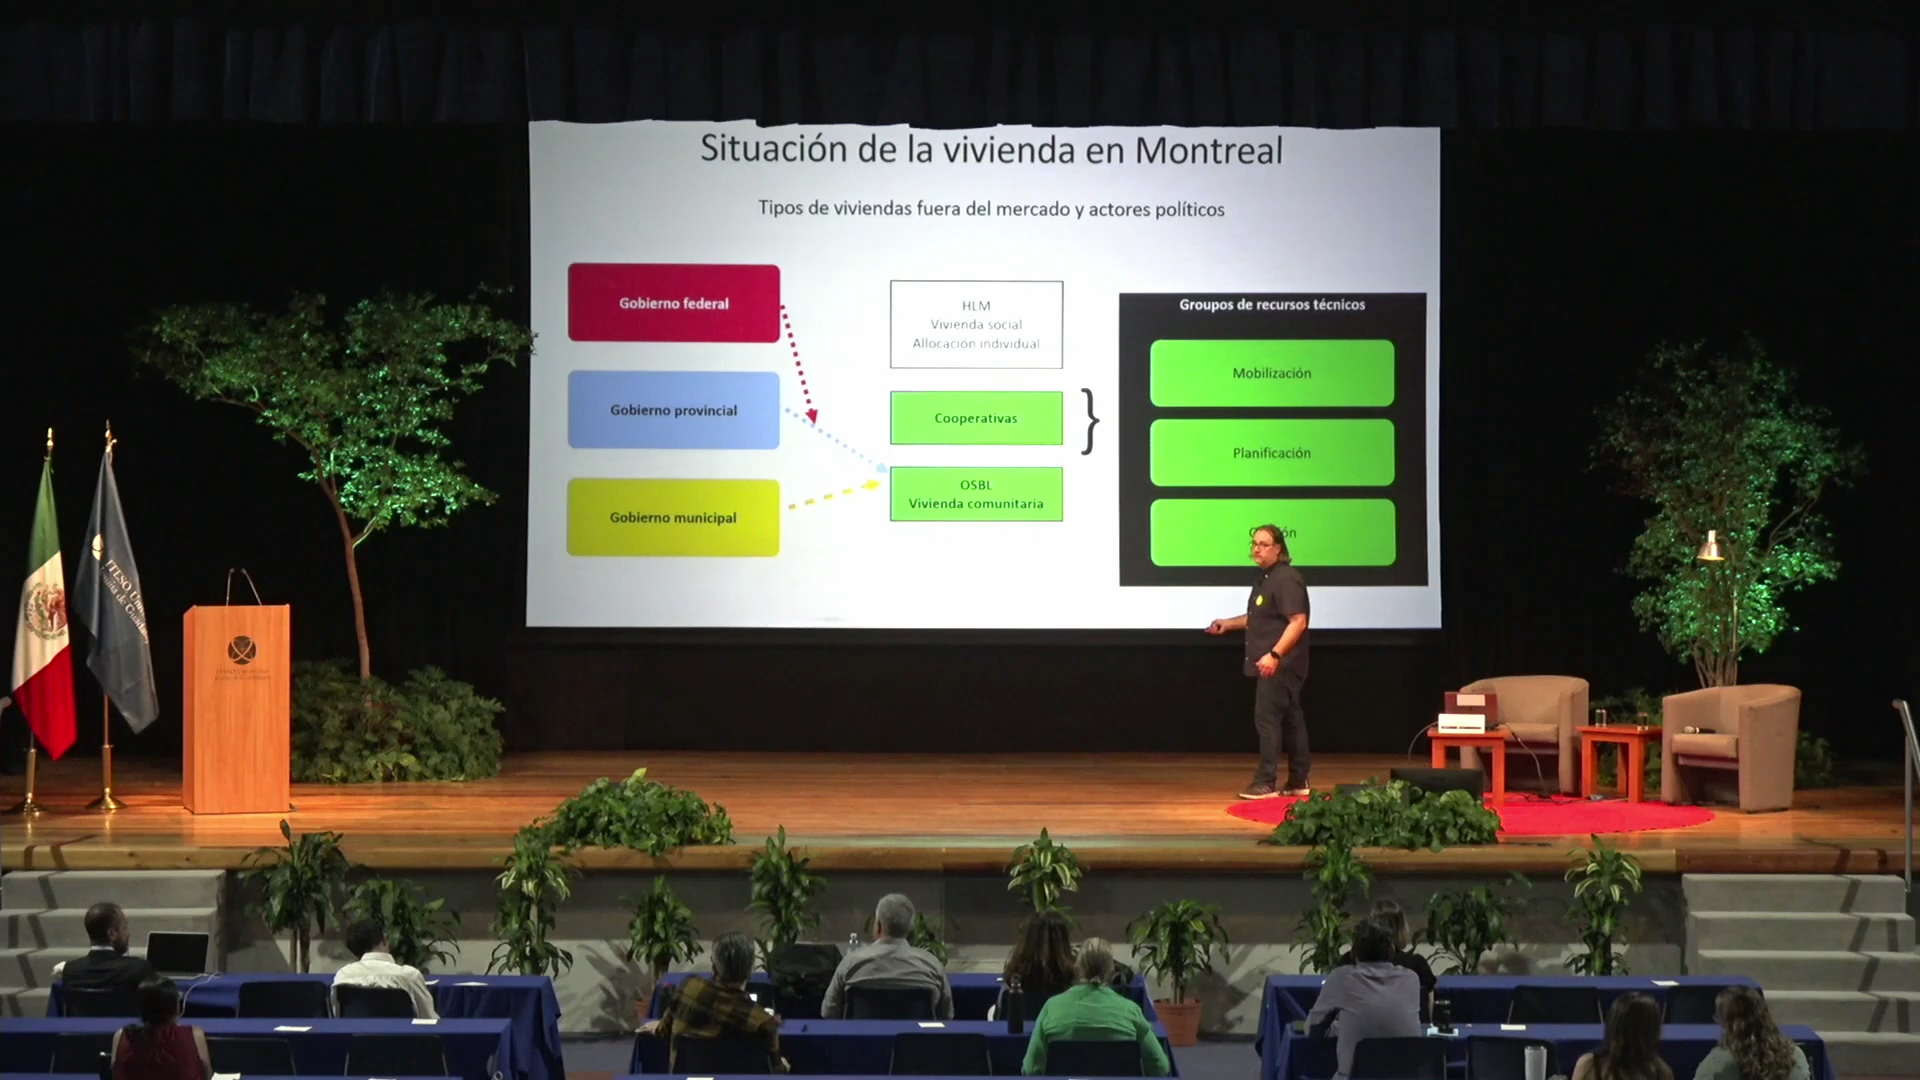 Situación de la vivienda en Montreal
Tipos de viviendas fuera del mercado y actores políticos
Gobierno federal
Gobierno provincial
Gobierno municipal
HLM
Vivienda social
Allocación individual
Cooperativas
OSBL
Vivienda comunitaria
}
Groupos de recursos técnicos
Mobilización
Planificación